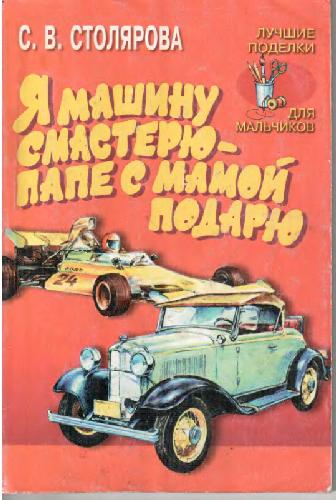 С. В. СТОЛЯРОВА
ЛУЧШИЕ
ПОДЕЛКИ
ДЛЯ
МАЛЬЧИКОВ
Я МАШИНУ
СМАСТЕРЮ-
ПАПЕ С МАМОЙ
ПОДАРЮ
24